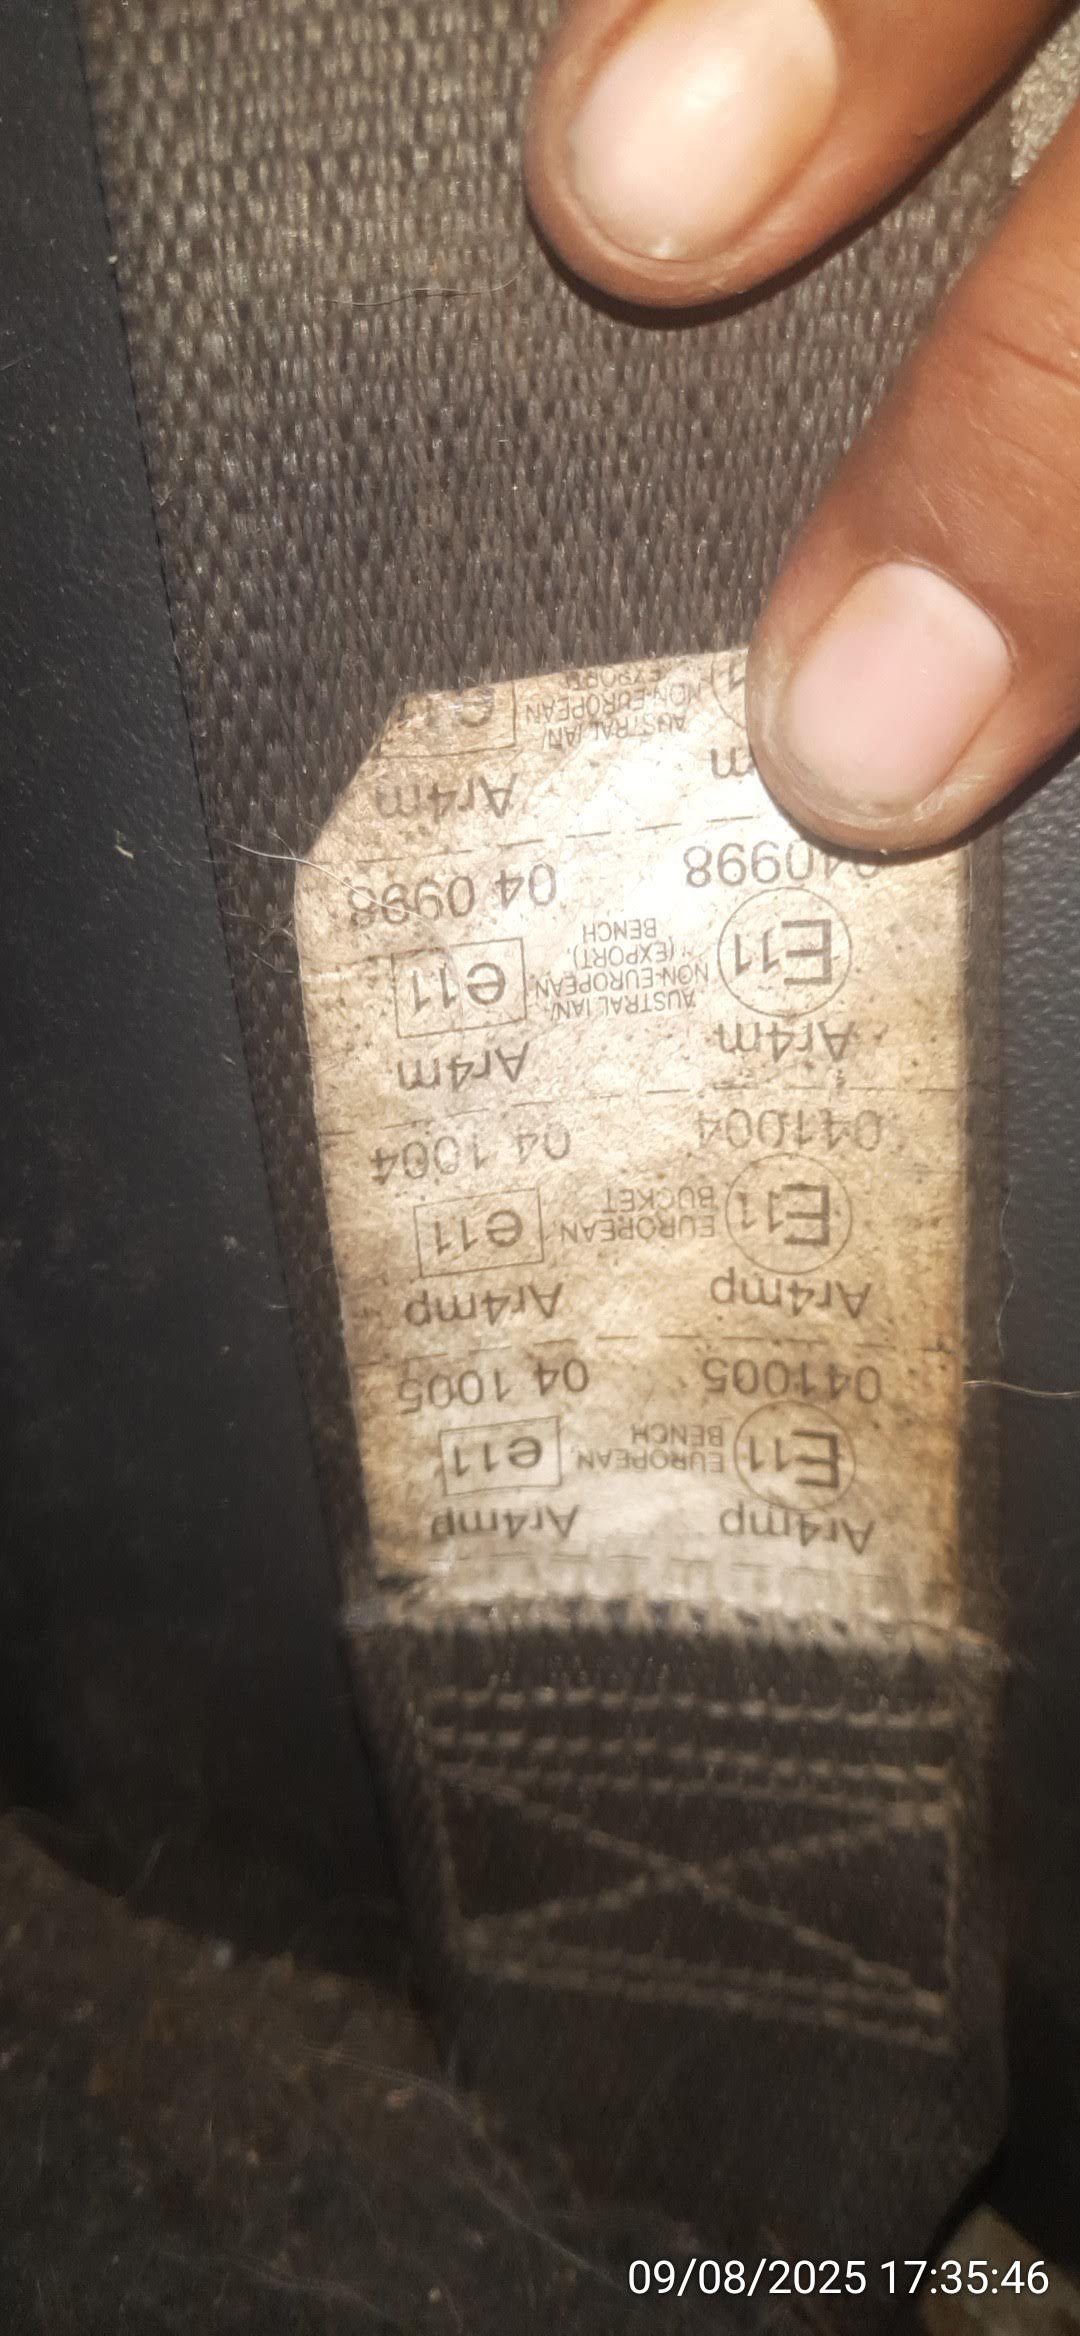 Ar4mp Ar4mp
E11 EUROPEAN, e11
BENCH
041005 04 1005
Ar4mp Ar4mp
E11 EUROPEAN e11
BUCKET
041004 04 1004
Ar4m Ar4m
E11 AUSTRALIAN/ e11
NON-EUROPEAN
(EXPORT),
BENCH
40998 04 0998
m Ar4m
AUSTRALIAN/
NON-EUROPEAN
09/08/2025 17:35:46